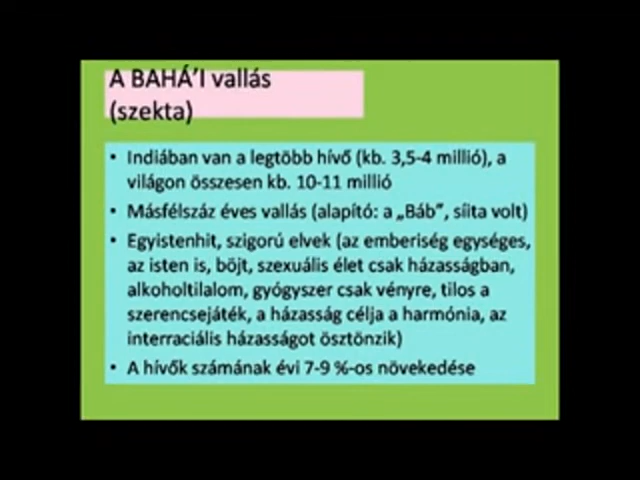 A BAHÁ’I vallás
(szekta)
• Indiában van a legtöbb hívő (kb. 3,5-4 millió), a
világon összesen kb. 10-11 millió
• Másfélszáz éves vallás (alapító: a „Báb”, síita volt)
• Egyistenhit, szigorú elvek (az emberiség egységes,
az isten is, böjt, szexuális élet csak házasságban,
alkoholtilalom, gyógyszer csak vényre, tilos a
szerencsejáték, a házasság célja a harmónia, az
interraciális házasságot ösztönzik)
• A hívők számának évi 7-9 %-os növekedése